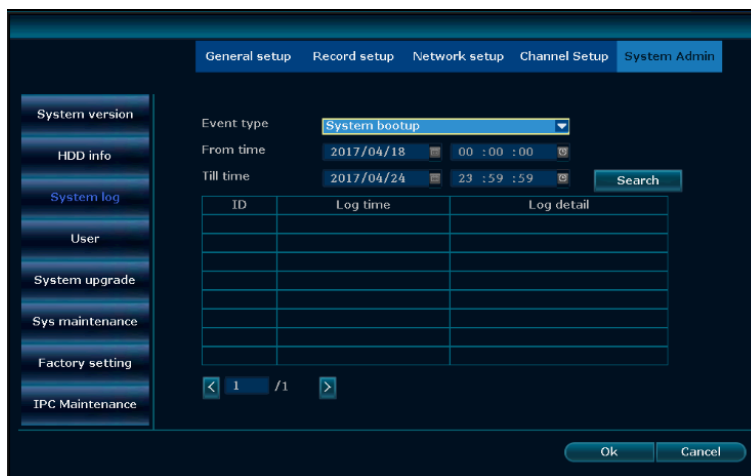 General setup Record setup Network setup Channel Setup System Admin
System version
HDD info
System log
User
System upgrade
Sys maintenance
Factory setting
IPC Maintenance
Event type System bootup
From time 2017/04/18 00 :00 :00
Till time 2017/04/24 23 :59 :59 Search
ID Log time Log detail
< 1 /1 >
Ok Cancel